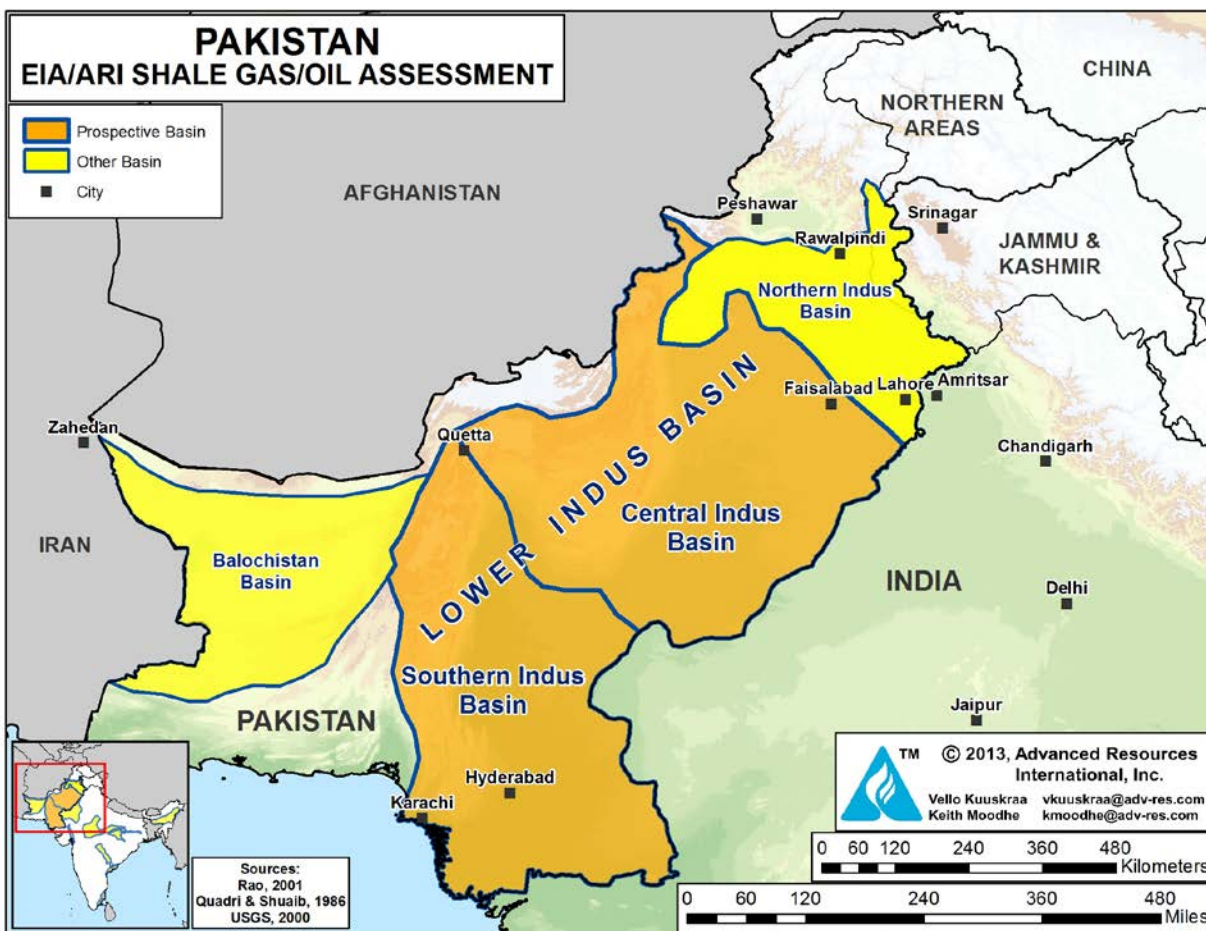 PAKISTAN
EIA/ARI SHALE GAS/OIL ASSESSMENT
Prospective Basin
Other Basin
City
CHINA
NORTHERN
AREAS
AFGHANISTAN
Peshawar
Srinagar
Rawalpindi
JAMMU &
KASHMIR
Northern Indus
Basin
Faisalabad
Lahore
Amritsar
Zahedan
Quetta
Chandigarh
LOWER INDUS BASIN
Central Indus
Basin
IRAN
Balochistan
Basin
INDIA
Delhi
Southern Indus
Basin
PAKISTAN
Jaipur
Hyderabad
Karachi
TM
© 2013, Advanced Resources
International, Inc.
Vello Kuuskraa vkuuskraa@adv-res.com
Keith Moodhe kmoodhe@adv-res.com
0 60 120 240 360 480
Kilometers
0 60 120 240 360 480
Miles
Sources:
Rao, 2001
Quadri & Shuaib, 1986
USGS, 2000